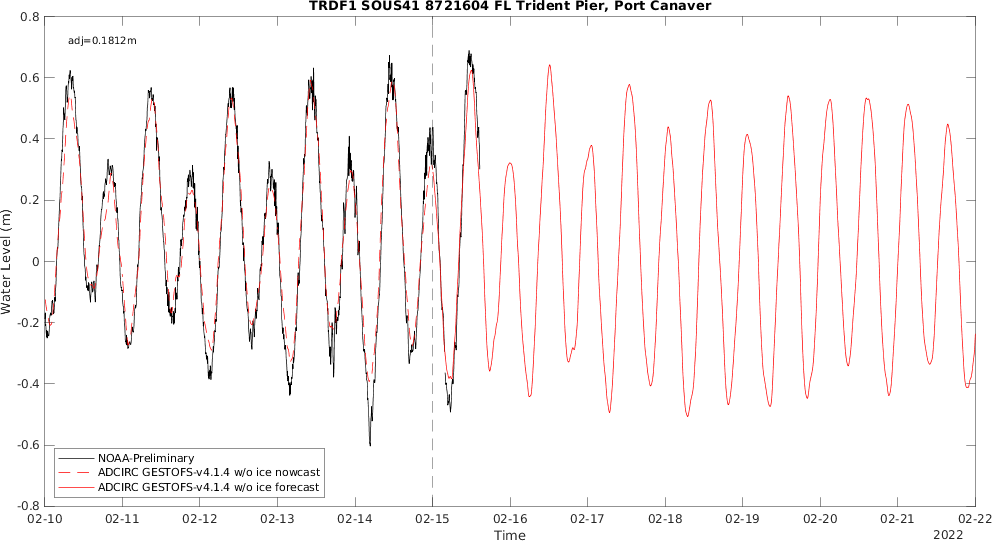 TRDF1 SOUS41 8721604 FL Trident Pier, Port Canaver
adj=0.1812m
Water Level (m)
0.8
0.6
0.4
0.2
0
-0.2
-0.4
-0.6
-0.8
NOAA-Preliminary
ADCIRC GESTOFS-v4.1.4 w/o ice nowcast
ADCIRC GESTOFS-v4.1.4 w/o ice forecast
02-10 02-11 02-12 02-13 02-14 02-15 02-16 02-17 02-18 02-19 02-20 02-21 02-22
Time
2022